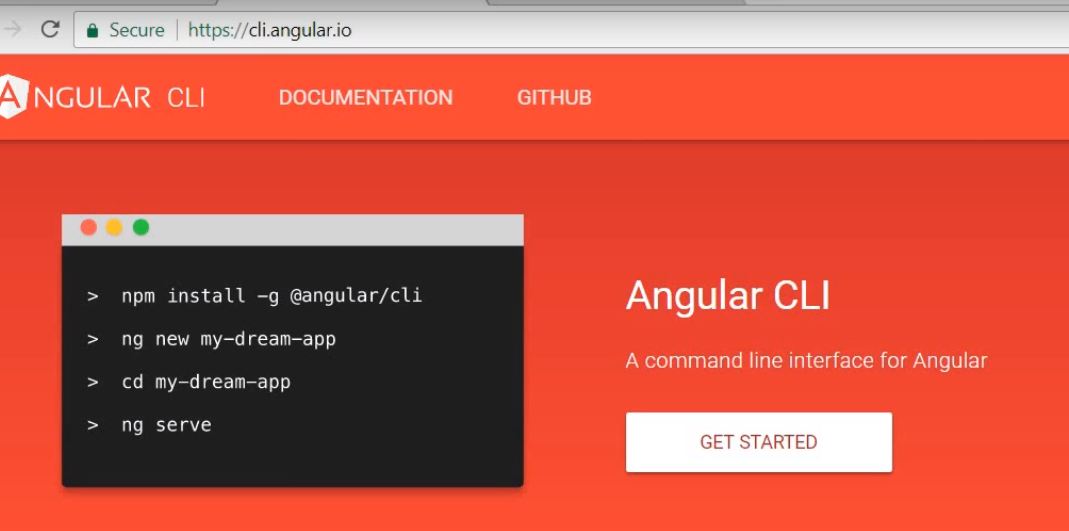 Secure https://cli.angular.io
ANGULAR CLI DOCUMENTATION GITHUB
> npm install -g @angular/cli
> ng new my-dream-app
> cd my-dream-app
> ng serve
Angular CLI
A command line interface for Angular
GET STARTED